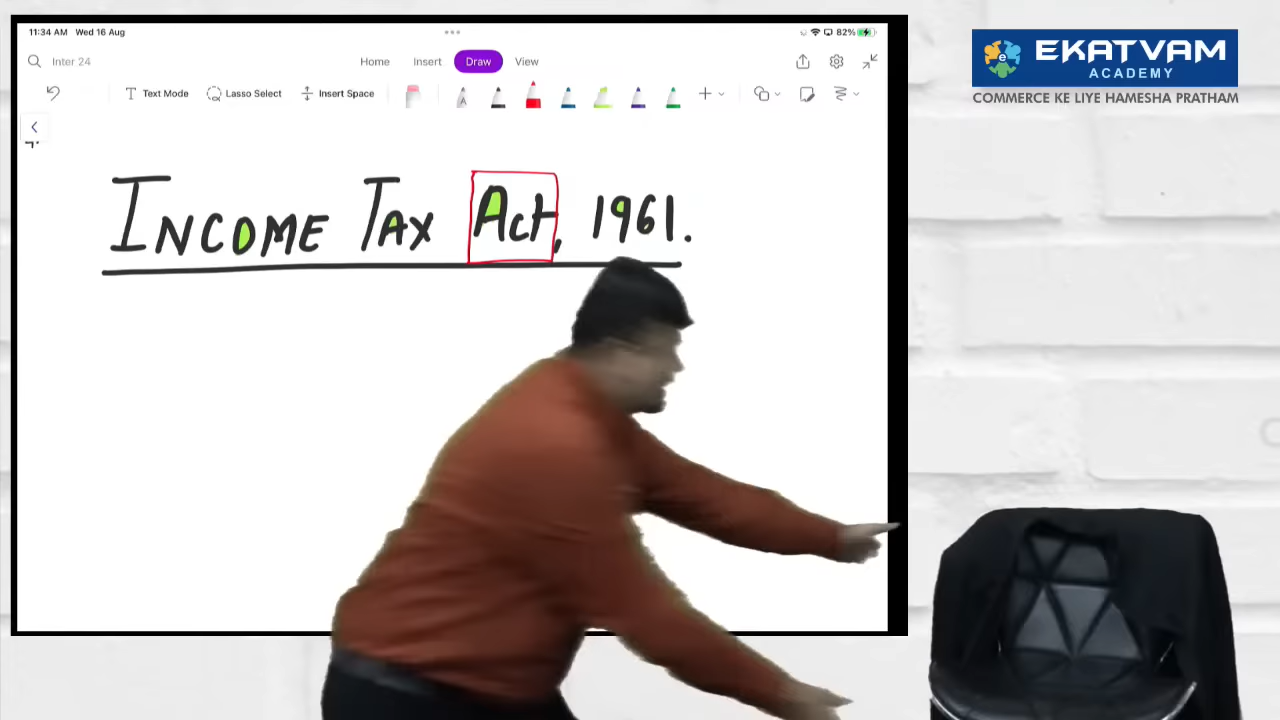 11:34 AM Wed 16 Aug
82%
Inter 24
Home Insert Draw View
Text Mode Lasso Select Insert Space
INCOME TAX Act, 1961.
EKATVAM
ACADEMY
COMMERCE KE LIYE HAMESHA PRATHAM